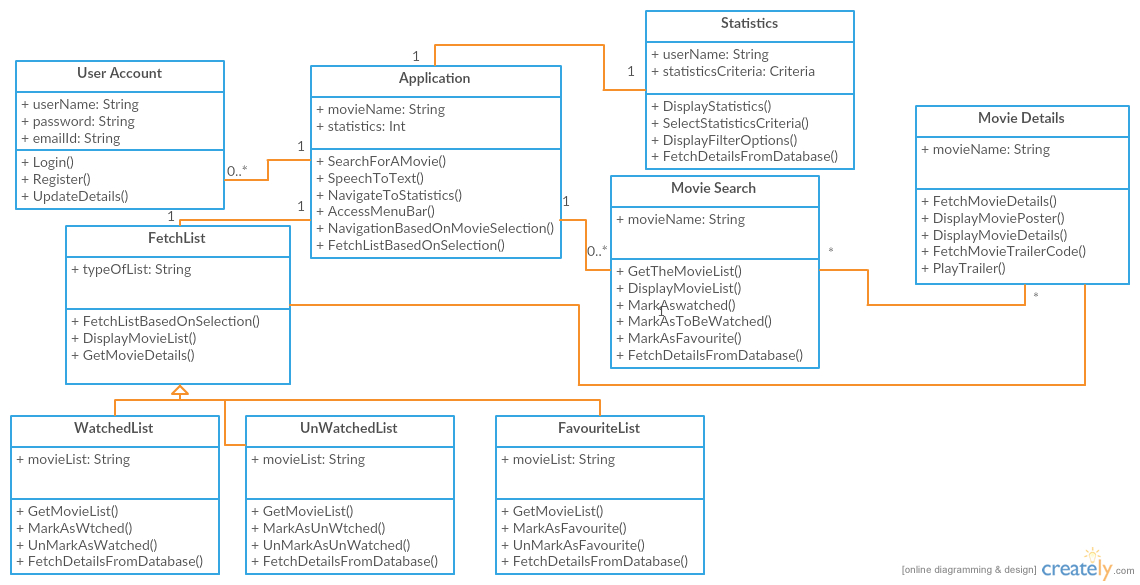 User Account
+ userName: String
+ password: String
+ emailId: String
+ Login()
+ Register()
+ UpdateDetails()
0..*
1
1
Application
+ movieName: String
+ statistics: Int
+ SearchForAMovie()
+ SpeechToText()
+ NavigateToStatistics()
+ AccessMenuBar()
+ NavigationBasedOnMovieSelection()
+ FetchListBasedOnSelection()
1
Statistics
+ userName: String
+ statisticsCriteria: Criteria
+ DisplayStatistics()
+ SelectStatisticsCriteria()
+ DisplayFilterOptions()
+ FetchDetailsFromDatabase()
1
0..*
Movie Search
+ movieName: String
+ GetTheMovieList()
+ DisplayMovieList()
+ MarkAswatched()
1
+ MarkAsToBeWatched()
+ MarkAsFavourite()
+ FetchDetailsFromDatabase()
*
Movie Details
+ movieName: String
+ FetchMovieDetails()
+ DisplayMoviePoster()
+ DisplayMovieDetails()
+ FetchMovieTrailerCode()
+ PlayTrailer()
*
1
1
FetchList
+ typeOfList: String
+ FetchListBasedOnSelection()
+ DisplayMovieList()
+ GetMovieDetails()
WatchedList
+ movieList: String
+ GetMovieList()
+ MarkAsWtched()
+ UnMarkAsWatched()
+ FetchDetailsFromDatabase()
UnWatchedList
+ movieList: String
+ GetMovieList()
+ MarkAsUnWtched()
+ UnMarkAsUnWatched()
+ FetchDetailsFromDatabase()
FavouriteList
+ movieList: String
+ GetMovieList()
+ MarkAsFavourite()
+ UnMarkAsFavourite()
+ FetchDetailsFromDatabase()
[online diagramming & design] creately.com